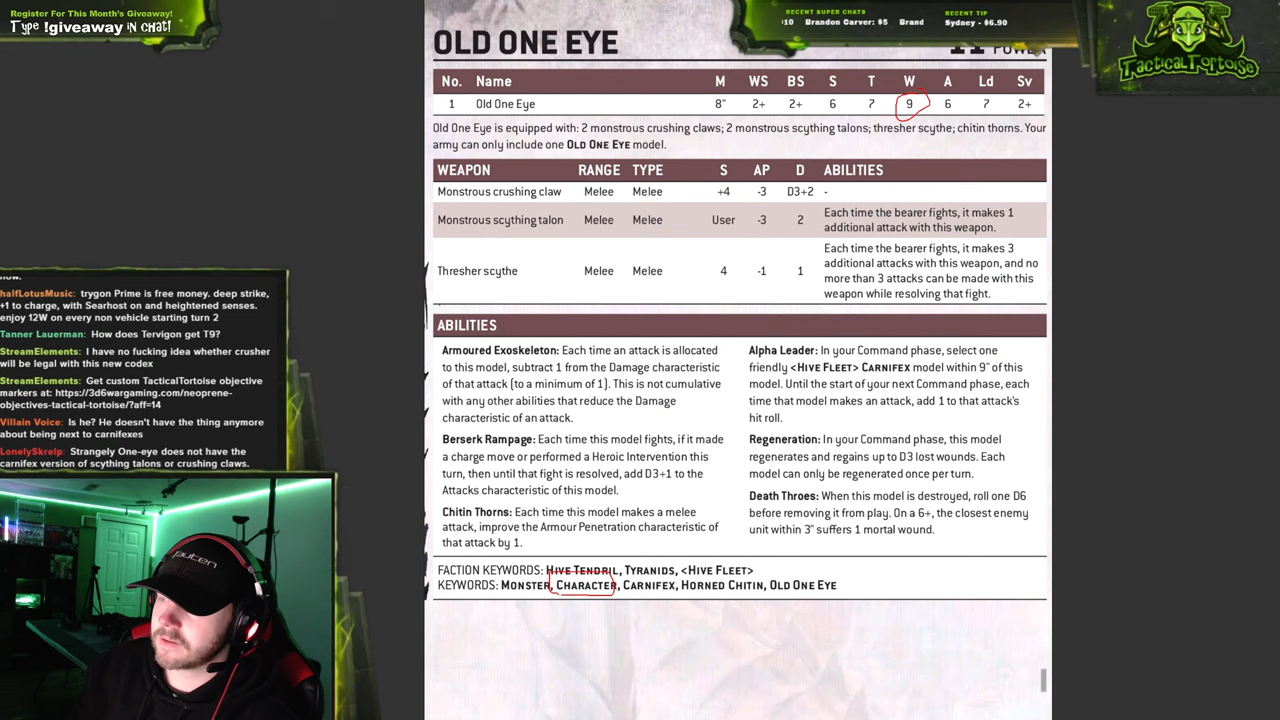 Register For This Month's Giveaway!
Type !giveaway in chat!
RECENT SUPER CHATS
Brandon Carver: $5 Brand
RECENT TIP
Sydney - $6.90
TacticalTortoise
OLD ONE EYE
No. Name M WS BS S T W A Ld Sv
1 Old One Eye 8" 2+ 2+ 6 7 9 6 7 2+
Old One Eye is equipped with: 2 monstrous crushing claws; 2 monstrous scything talons; thresher scythe; chitin thorns. Your
army can only include one OLD ONE EYE model.
WEAPON RANGE TYPE S AP D ABILITIES
Monstrous crushing claw Melee Melee +4 -3 D3+2 -
Monstrous scything talon Melee Melee User -3 2 Each time the bearer fights, it makes 1
additional attack with this weapon.
Thresher scythe Melee Melee 4 -1 1 Each time the bearer fights, it makes 3
additional attacks with this weapon, and no
more than 3 attacks can be made with this
weapon while resolving that fight.
ABILITIES
Armoured Exoskeleton: Each time an attack is allocated
to this model, subtract 1 from the Damage characteristic
of that attack (to a minimum of 1). This is not cumulative
with any other abilities that reduce the Damage
characteristic of an attack.
Berserk Rampage: Each time this model fights, if it made
a charge move or performed a Heroic Intervention this
turn, then until that fight is resolved, add D3+1 to the
Attacks characteristic of this model.
Chitin Thorns: Each time this model makes a melee
attack, improve the Armour Penetration characteristic of
that attack by 1.
Alpha Leader: In your Command phase, select one
friendly <HIVE FLEET> CARNIFEX model within 9" of this
model. Until the start of your next Command phase, each
time that model makes an attack, add 1 to that attack's
hit roll.
Regeneration: In your Command phase, this model
regenerates and regains up to D3 lost wounds. Each
model can only be regenerated once per turn.
Death Throes: When this model is destroyed, roll one D6
before removing it from play. On a 6+, the closest enemy
unit within 3" suffers 1 mortal wound.
FACTION KEYWORDS: HIVE TENDRIL, TYRANIDS, <HIVE FLEET>
KEYWORDS: MONSTER, CHARACTER, CARNIFEX, HORNED CHITIN, OLD ONE EYE
halfLotusMusic: trygon Prime is free money. deep strike,
+1 to charge, with Searhost on and heightened senses.
enjoy 12W on every non vehicle starting turn 2
Tanner Lauerman: How does Tervigon get T9?
StreamElements: I have no fucking idea whether crusher
will be legal with this new codex
StreamElements: Get custom TacticalTortoise objective
markers at: https://3d6wargaming.com/neoprene-
objectives-tactical-tortoise/?aff=14
Villain Voice: Is he? He doesn't have the thing anymore
about being next to carnifexes
LonelySkrelp: Strangely One-eye does not have the
carnifex version of scything talons or crushing claws.
fauten